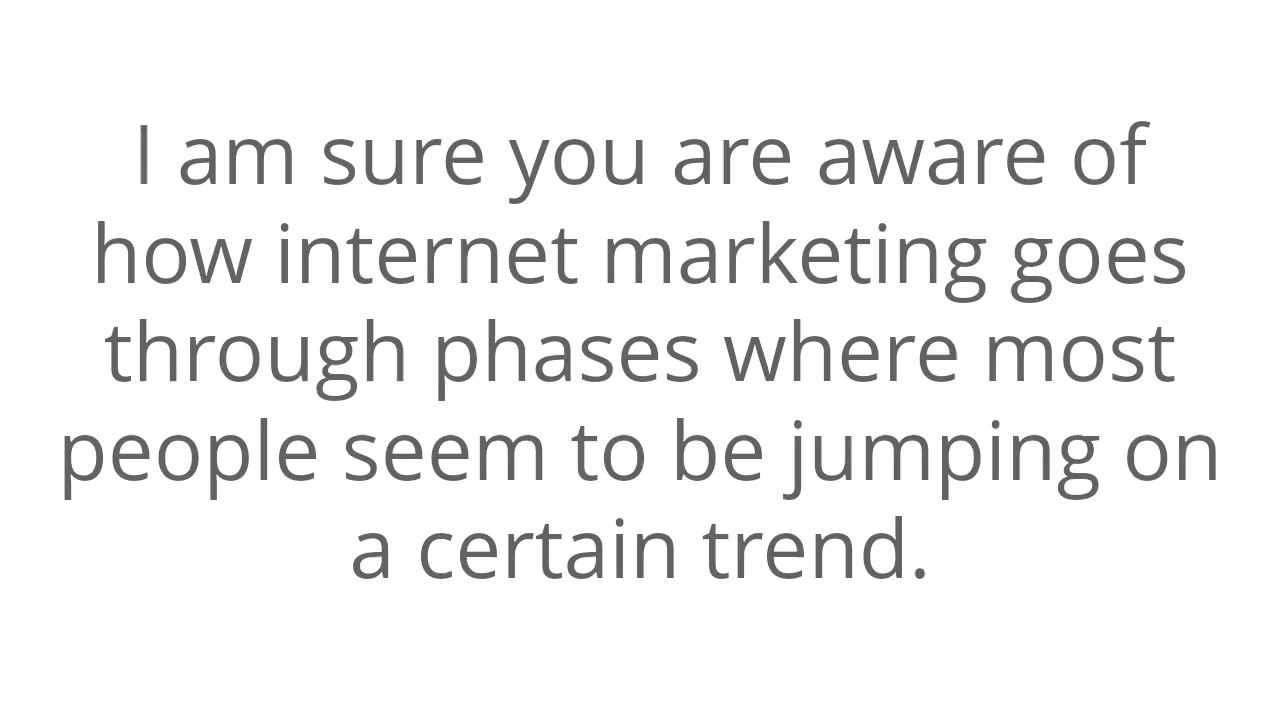 I am sure you are aware of
how internet marketing goes
through phases where most
people seem to be jumping on
a certain trend.